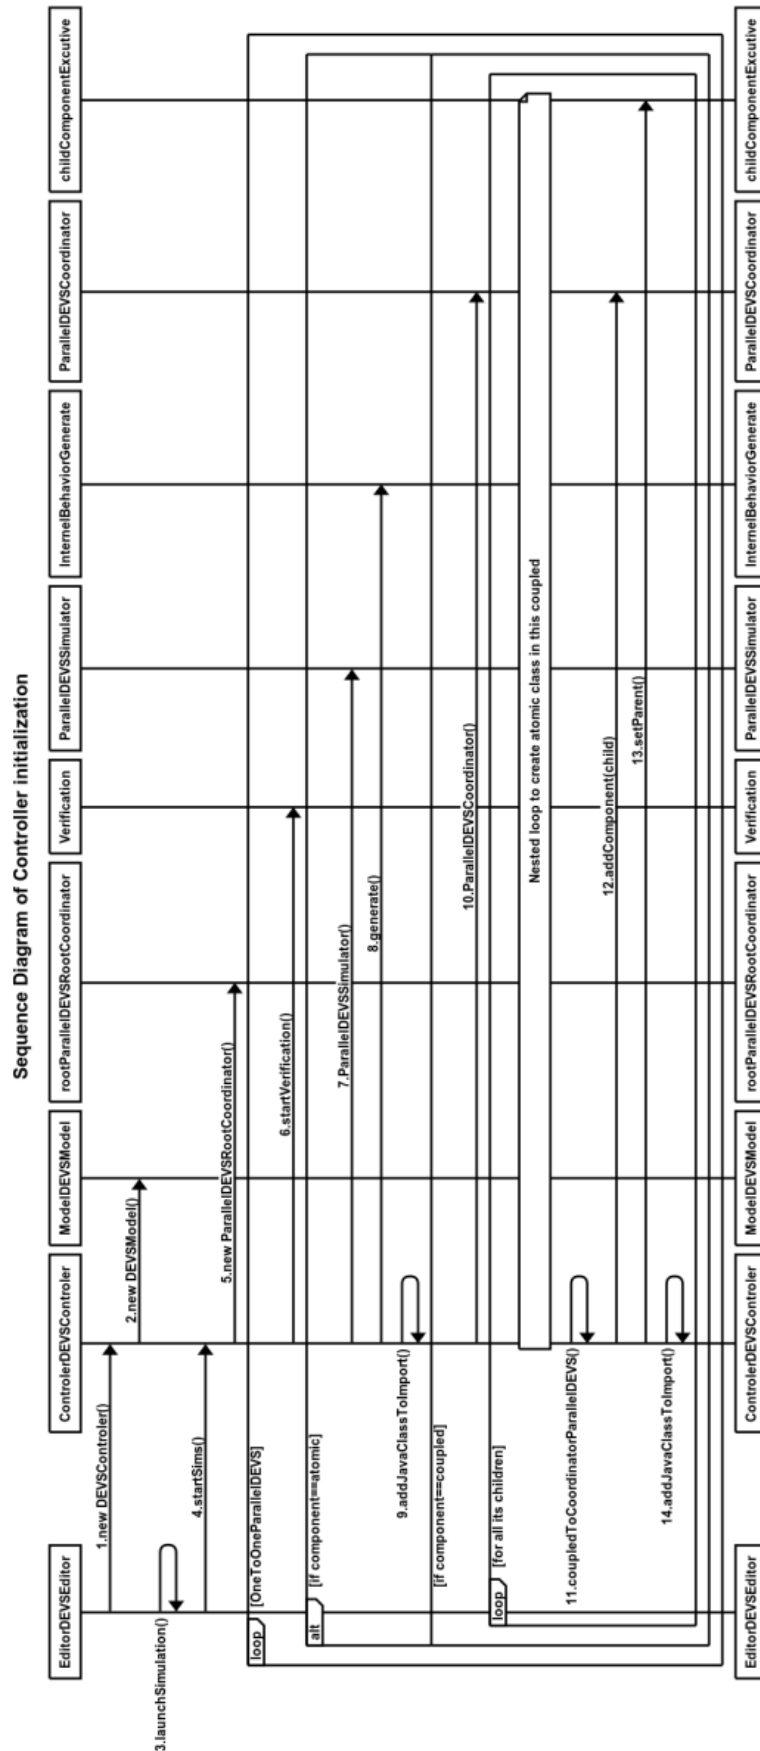 Sequence Diagram of Controller initialization
EditorDEVSEditor
ControlerDEVSControler
ModelDEVSModel
rootParallelDEVSRootCoordinator
Verification
ParallelDEVSSimulator
InternelBehaviorGenerate
ParallelDEVSCoordinator
childComponentExcutive
1.new DEVSControler()
2.new DEVSModel()
3.launchSimulation()
4.startSims()
5.new ParallelDEVSRootCoordinator()
loop
[OneToOneParallelDEVS]
6.startVerification()
alt
[if component==atomic]
7.ParallelDEVSSimulator()
8.generate()
9.addJavaClassToImport()
[if component==coupled]
10.ParallelDEVSCoordinator()
loop
[for all its children]
Nested loop to create atomic class in this coupled
11.coupledToCoordinatorParallelDEVS()
12.addComponent(child)
13.setParent()
14.addJavaClassToImport()
EditorDEVSEditor
ControlerDEVSControler
ModelDEVSModel
rootParallelDEVSRootCoordinator
Verification
ParallelDEVSSimulator
InternelBehaviorGenerate
ParallelDEVSCoordinator
childComponentExcutive